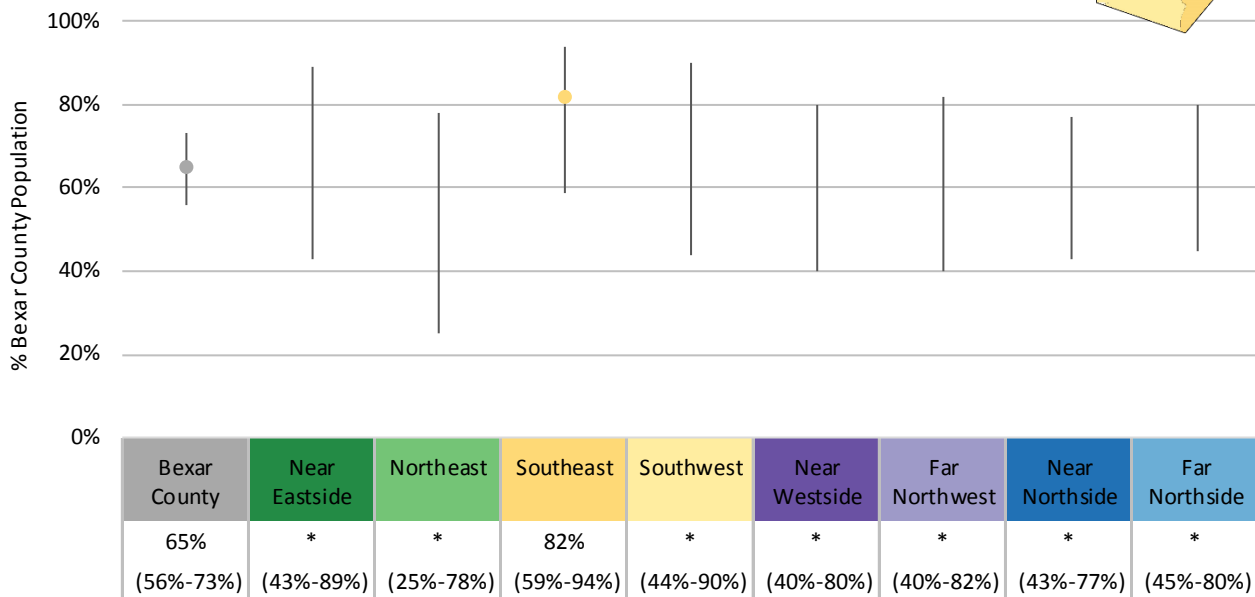 100%
80%
60%
40%
20%
0%
% Bexar County Population
Bexar County Near Eastside Northeast Southeast Southwest Near Westside Far Northwest Near Northside Far Northside
65% * * 82% * * * * *
(56%-73%) (43%-89%) (25%-78%) (59%-94%) (44%-90%) (40%-80%) (40%-82%) (43%-77%) (45%-80%)